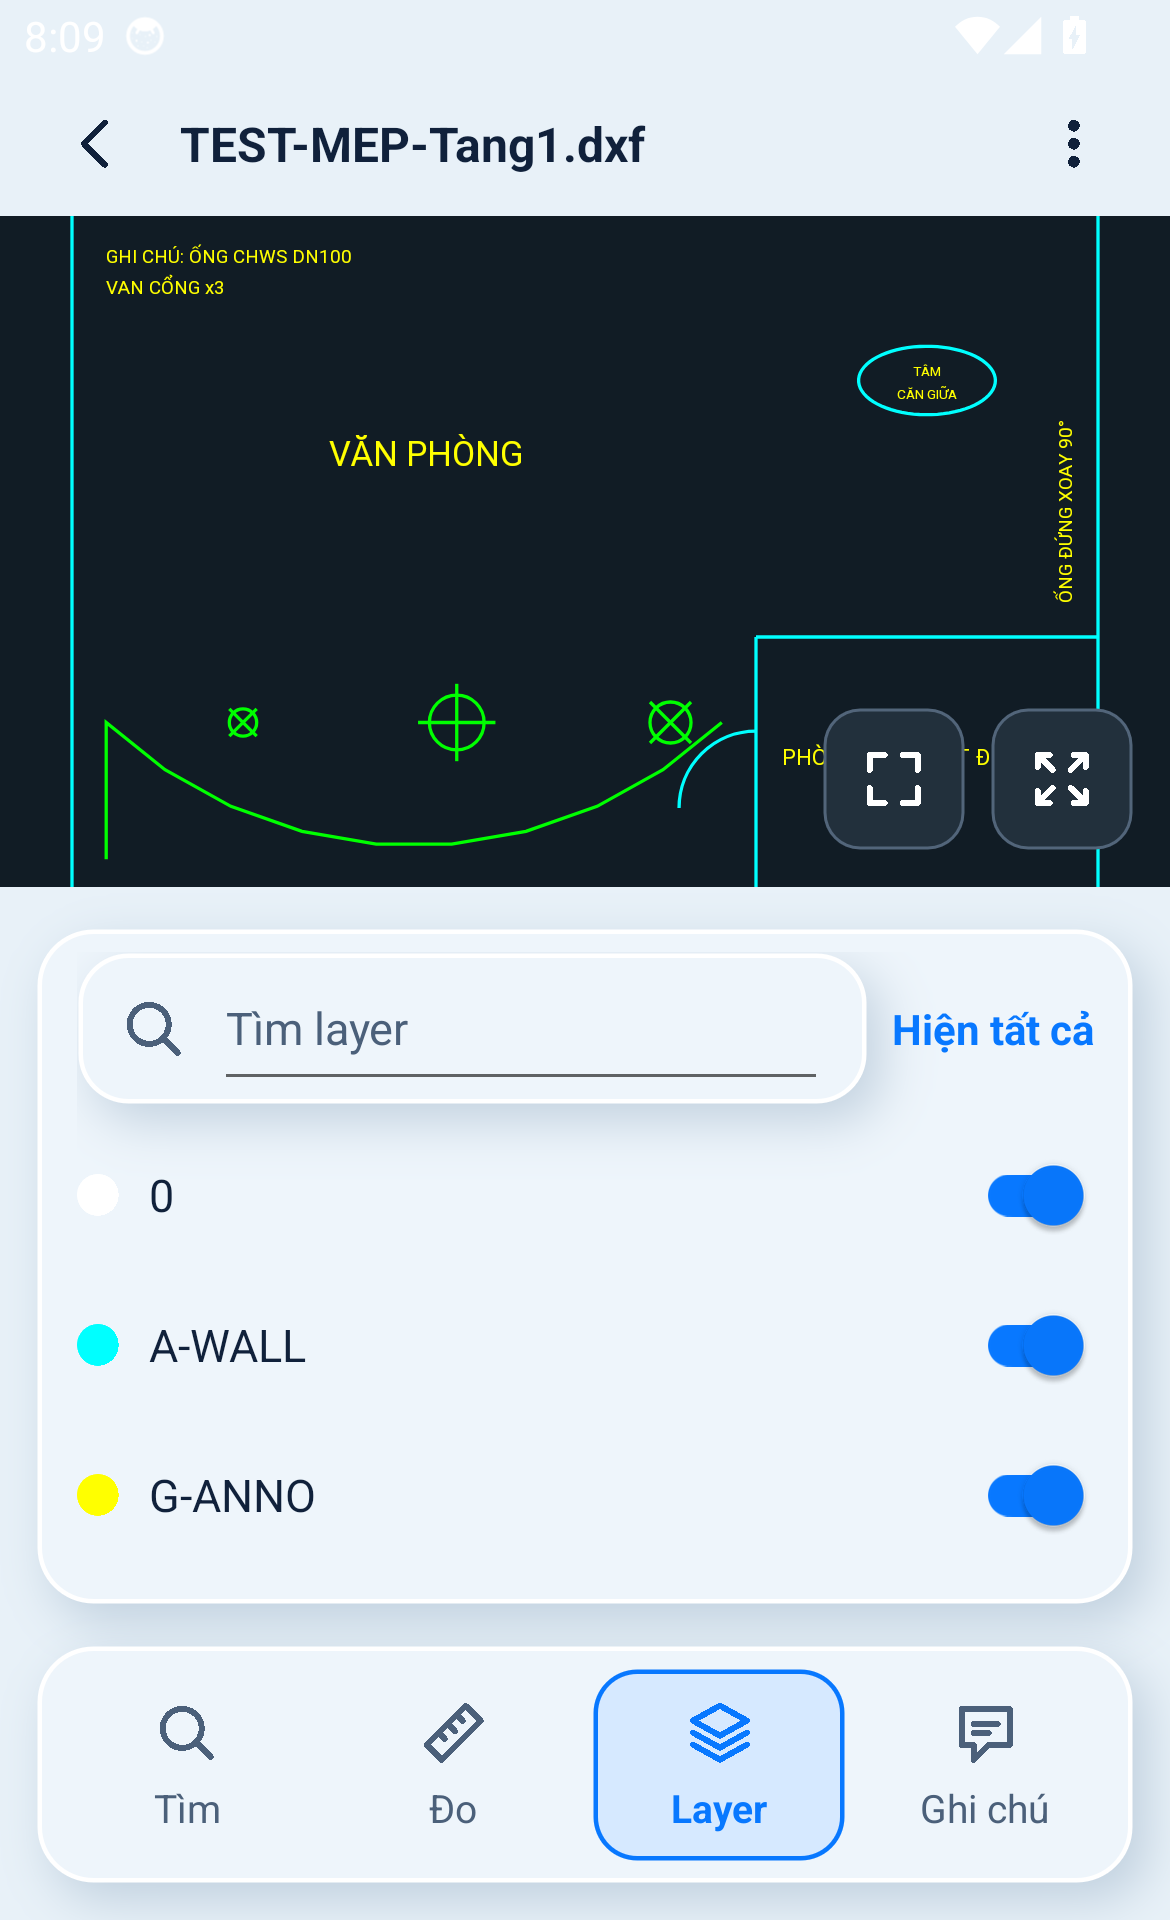 8:09
TEST-MEP-Tang1.dxf
GHI CHÚ: ỐNG CHWS DN100
VAN CỔNG x3
TÂM
CĂN GIỮA
VĂN PHÒNG
ỐNG ĐỨNG XOAY 90°
Tìm layer
Hiện tất cả
0
A-WALL
G-ANNO
Tìm
Đo
Layer
Ghi chú